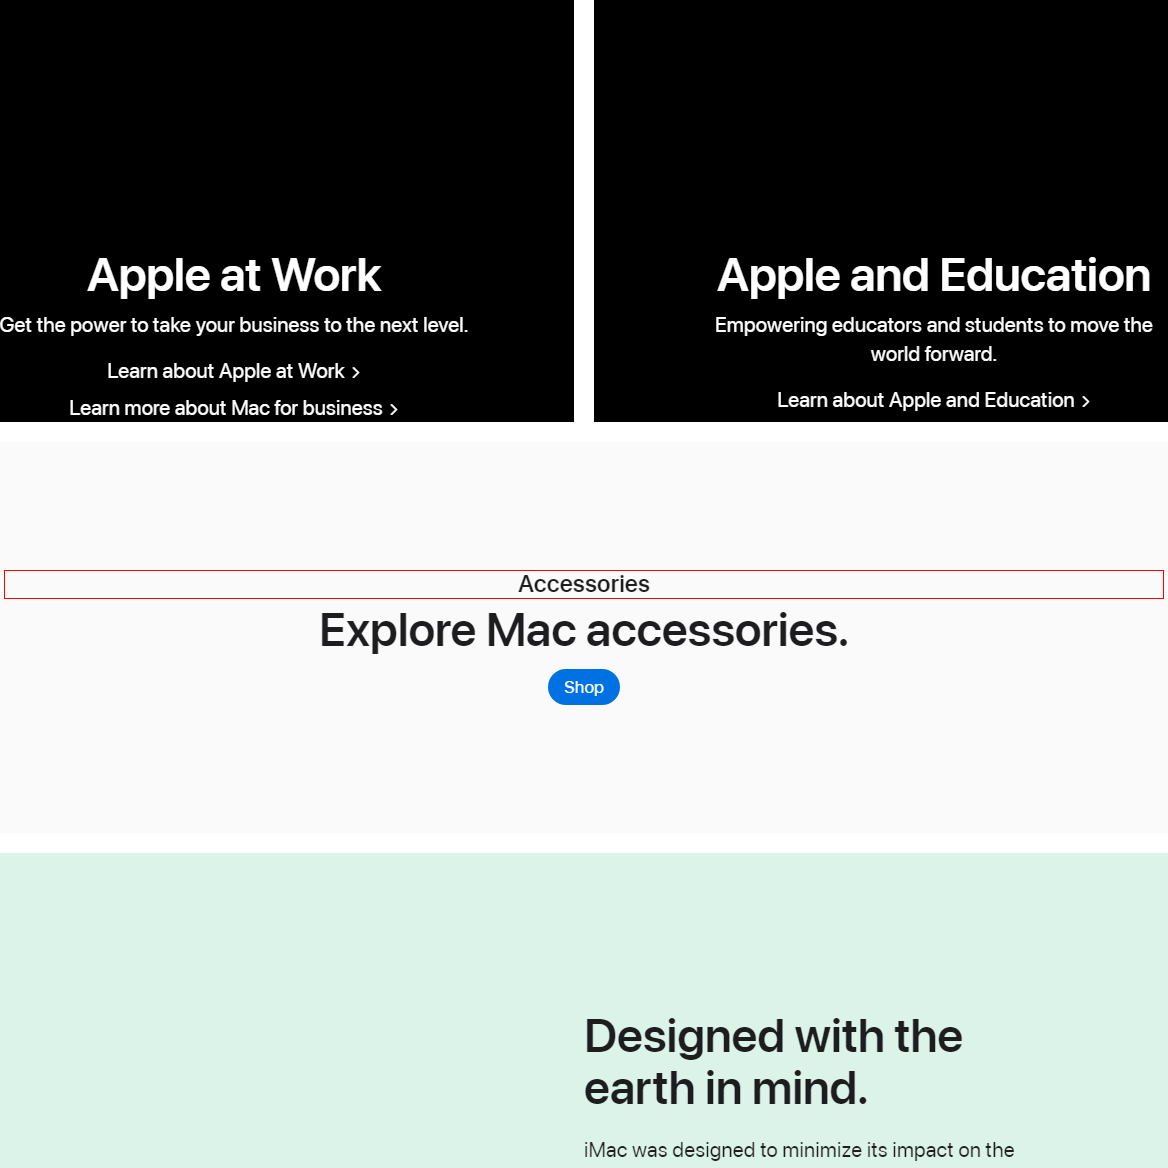 Apple at Work
Get the power to take your business to the next level.
Learn about Apple at Work >
Learn more about Mac for business >
Apple and Education
Empowering educators and students to move the
world forward.
Learn about Apple and Education >
Accessories
Explore Mac accessories.
Shop
Designed with the
earth in mind.
iMac was designed to minimize its impact on the